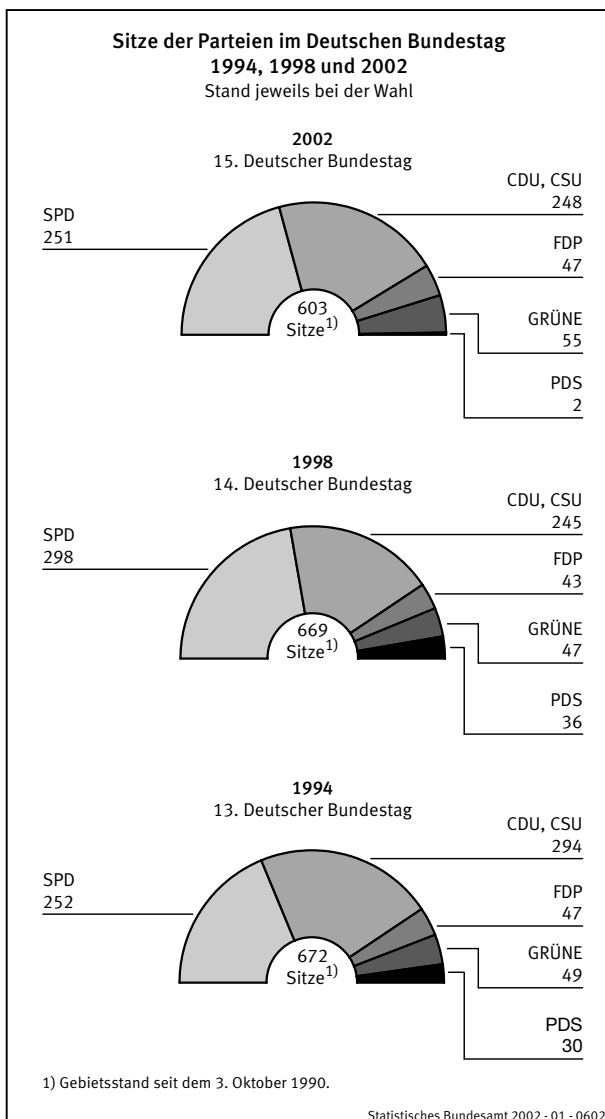 Sitze der Parteien im Deutschen Bundestag
1994, 1998 und 2002
Stand jeweils bei der Wahl
2002
15. Deutscher Bundestag
CDU, CSU
248
SPD
251
FDP
47
603
Sitze1)
GRÜNE
55
PDS
2
1998
14. Deutscher Bundestag
CDU, CSU
245
SPD
298
FDP
43
669
Sitze1)
GRÜNE
47
PDS
36
1994
13. Deutscher Bundestag
CDU, CSU
294
SPD
252
FDP
47
672
Sitze1)
GRÜNE
49
PDS
30
1) Gebietsstand seit dem 3. Oktober 1990.
Statistisches Bundesamt 2002 - 01 - 0602